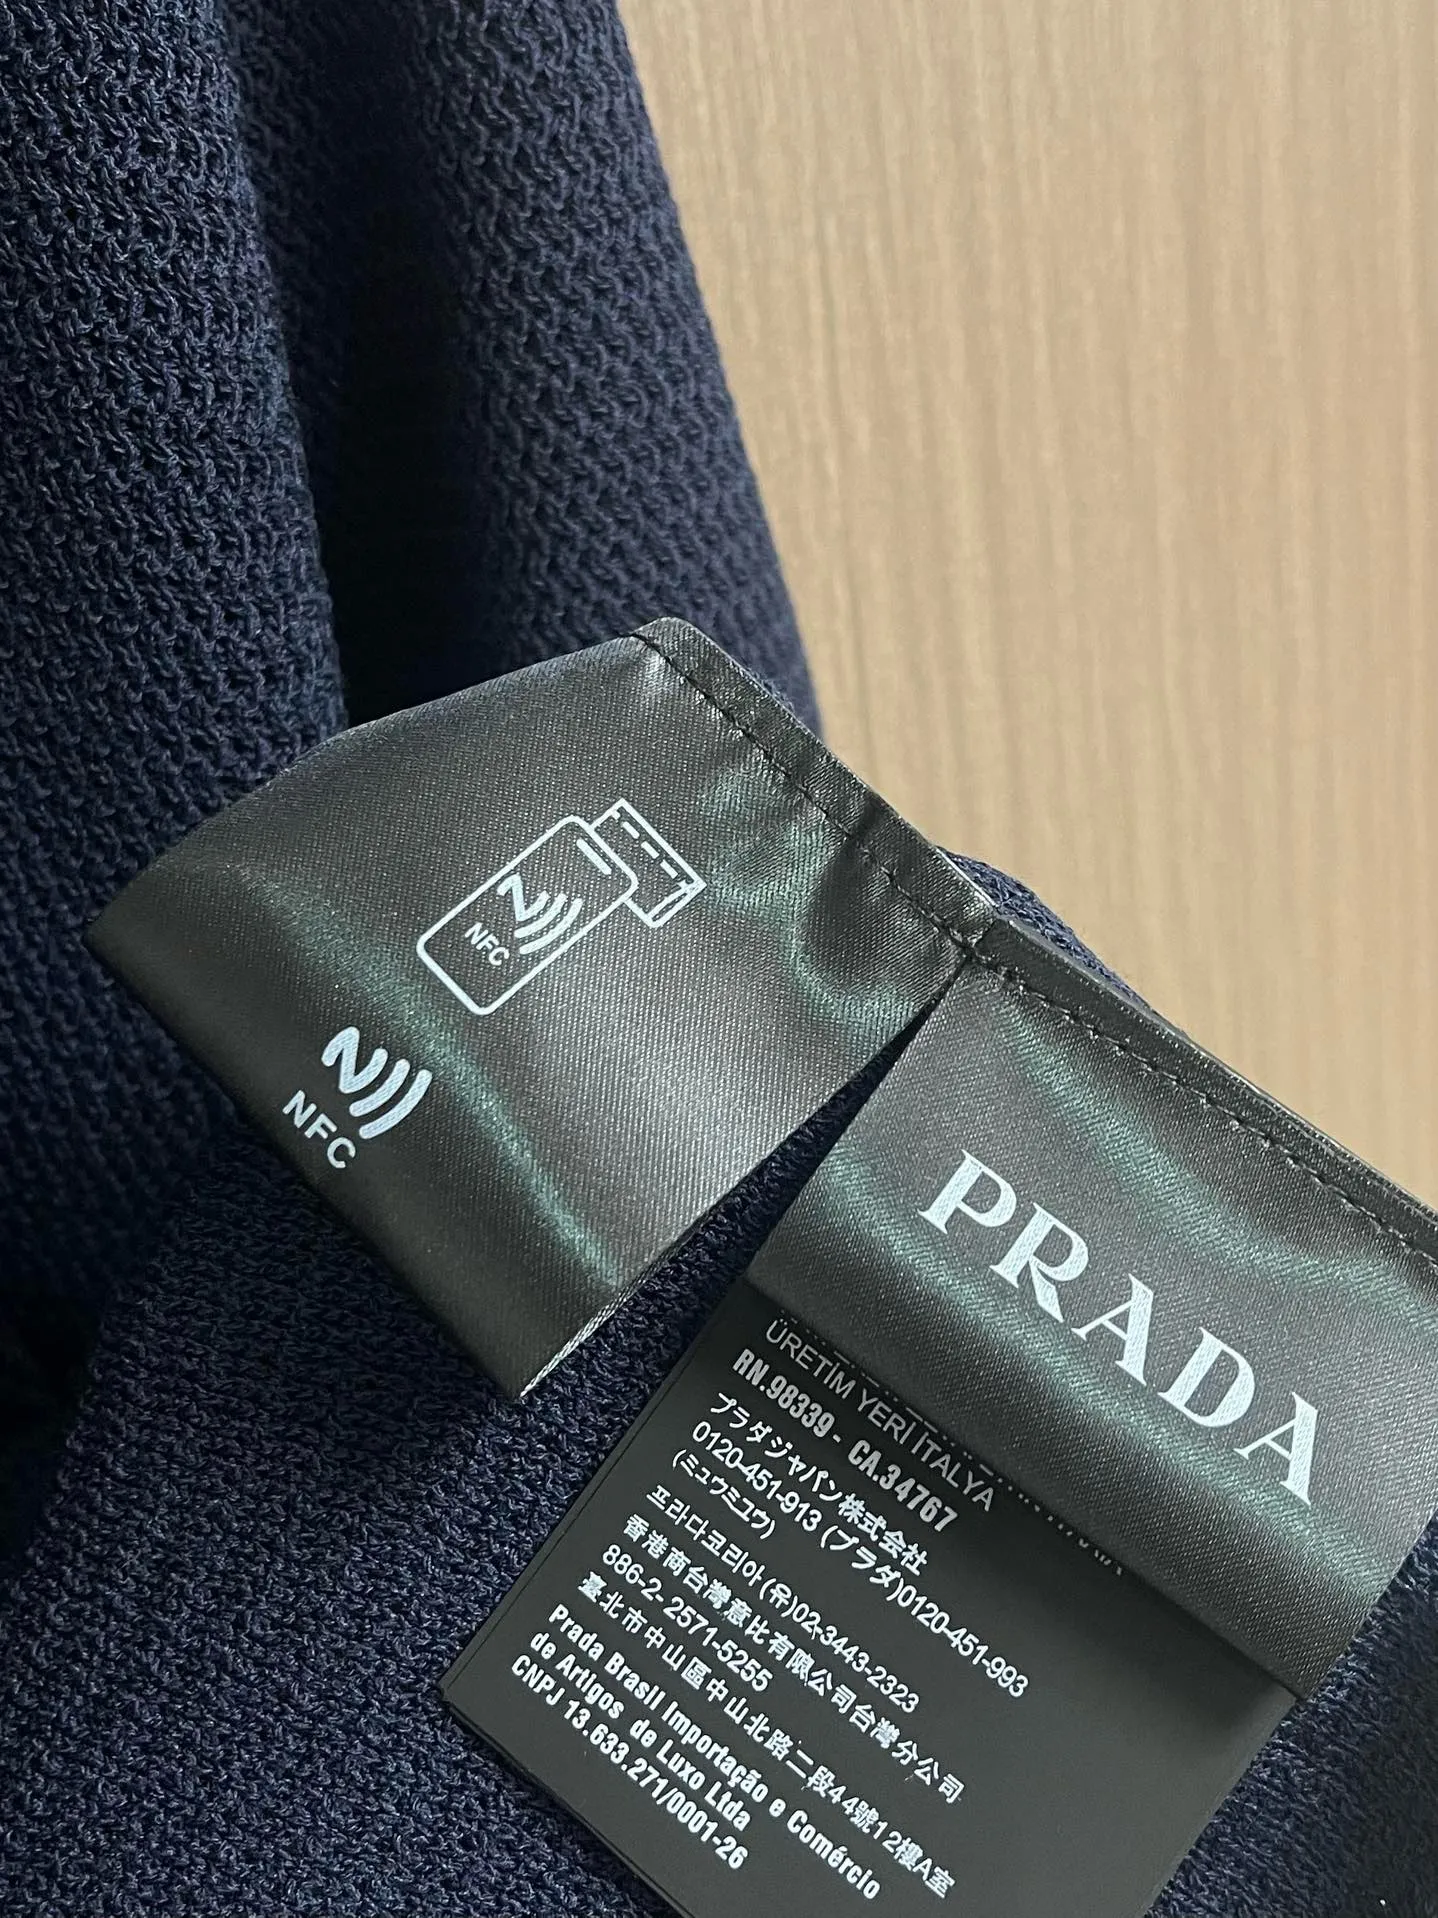 NFC
NFC
PRADA
ÜRETİM YERİ İTALYA
RN.98339 - CA.34767
プラダジャパン株式会社
0120-451-913 (プラダ)0120-451-993
(ミュウミュウ)
프라다코리아(유)02-3443-2323
香港商台灣意比有限公司台灣分公司
886-2- 2571-5255
臺北市中山區中山北路二段44號12樓A室
Prada Brasil Importação e Comércio
de Artigos de Luxo Ltda
CNPJ 13.633.271/0001-26